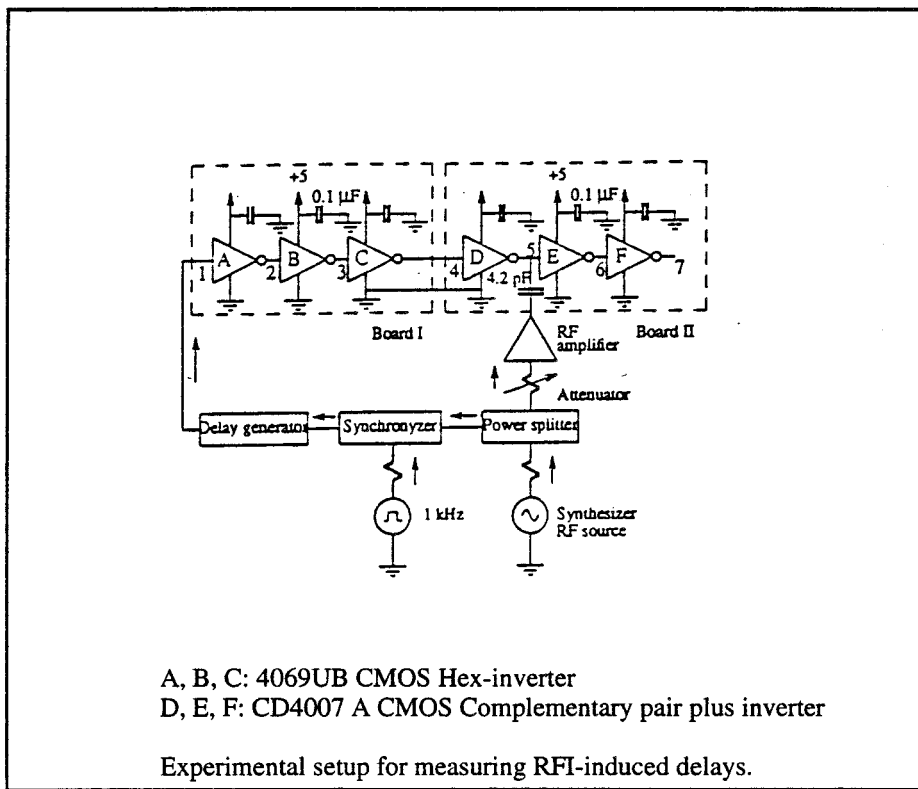 +5
+5
0.1 µF
0.1 µF
A
B
C
D
E
F
1
2
3
4
5
6
7
4.2 pF
Board I
Board II
RF
amplifier
Attenuator
Delay generator
Synchronyzer
Power splitter
1 kHz
Synthesizer
RF source
A, B, C: 4069UB CMOS Hex-inverter
D, E, F: CD4007 A CMOS Complementary pair plus inverter
Experimental setup for measuring RFI-induced delays.